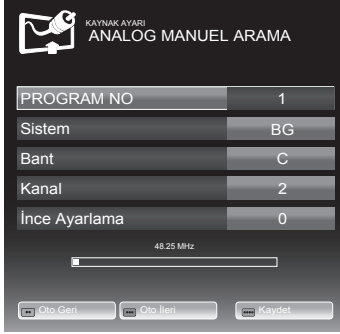 KAYNAK AYARI
ANALOG MANUEL ARAMA
PROGRAM NO 1
Sistem BG
Bant C
Kanal 2
İnce Ayarlama 0
48.25 MHz
Oto Geri Oto İleri Kaydet